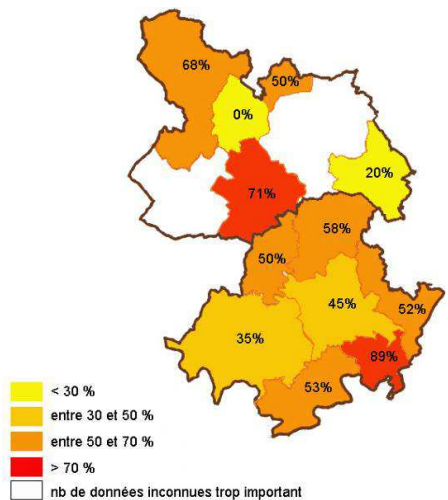 68%
50%
0%
20%
71%
58%
50%
45%
52%
35%
89%
53%
< 30 %
entre 30 et 50 %
entre 50 et 70 %
> 70 %
nb de données inconnues trop important